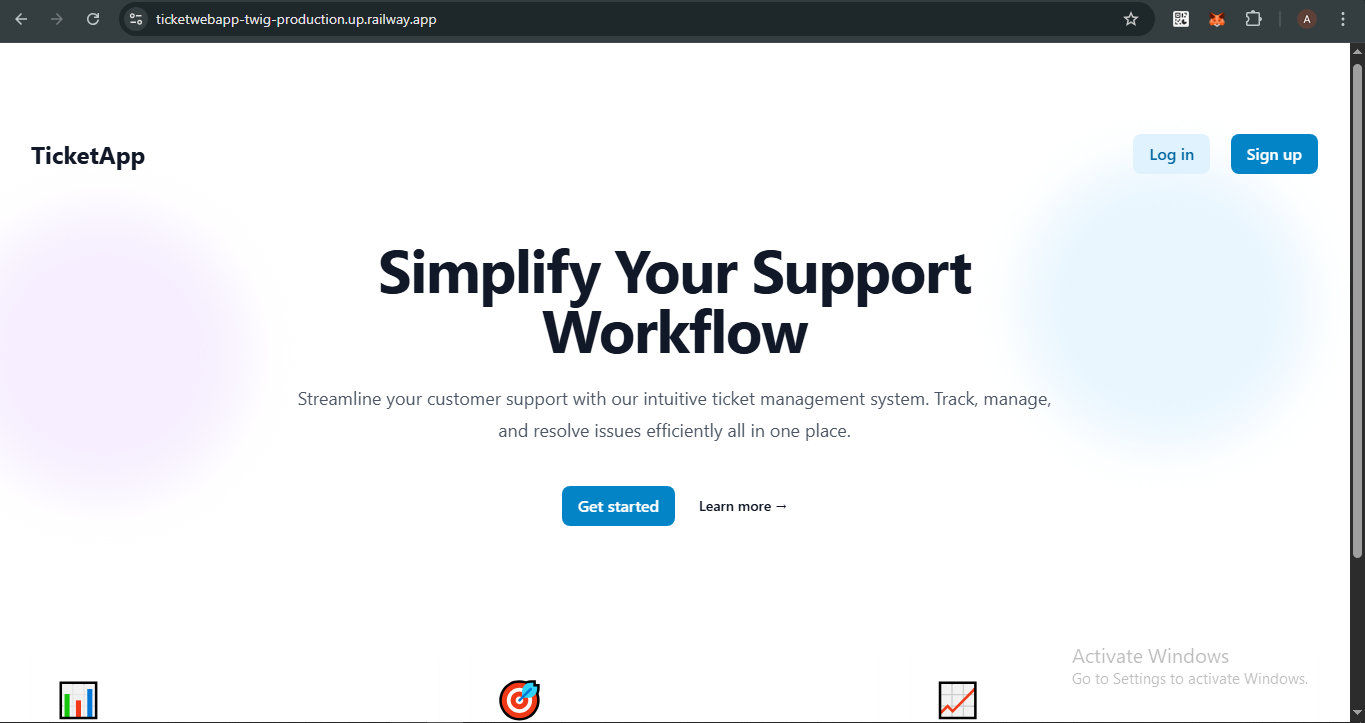 ticketwebapp-twig-production.up.railway.app
A
TicketApp
Log in
Sign up
Simplify Your Support
Workflow
Streamline your customer support with our intuitive ticket management system. Track, manage,
and resolve issues efficiently all in one place.
Get started
Learn more →
Activate Windows
Go to Settings to activate Windows.